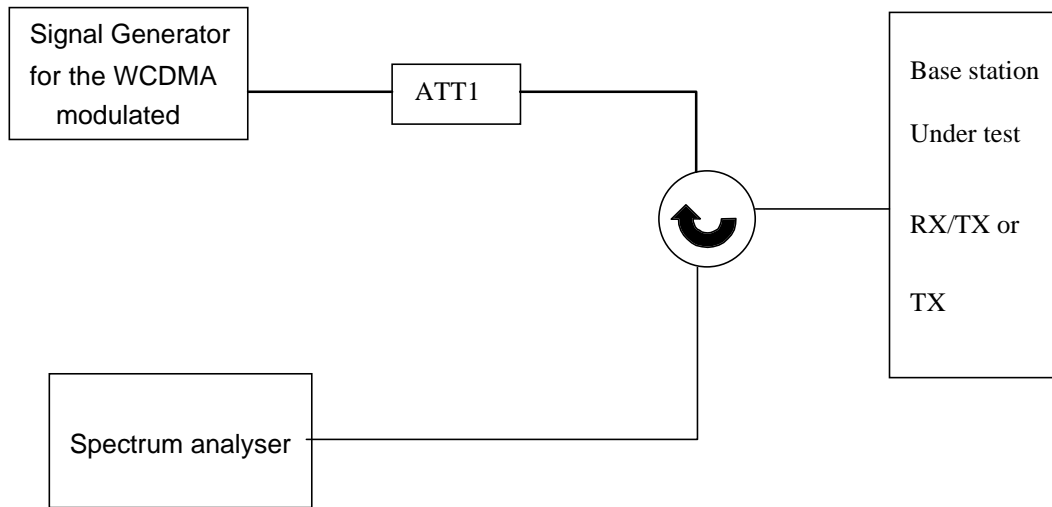 Signal Generator
for the WCDMA
modulated
ATT1
Base station
Under test
RX/TX or
TX
Spectrum analyser